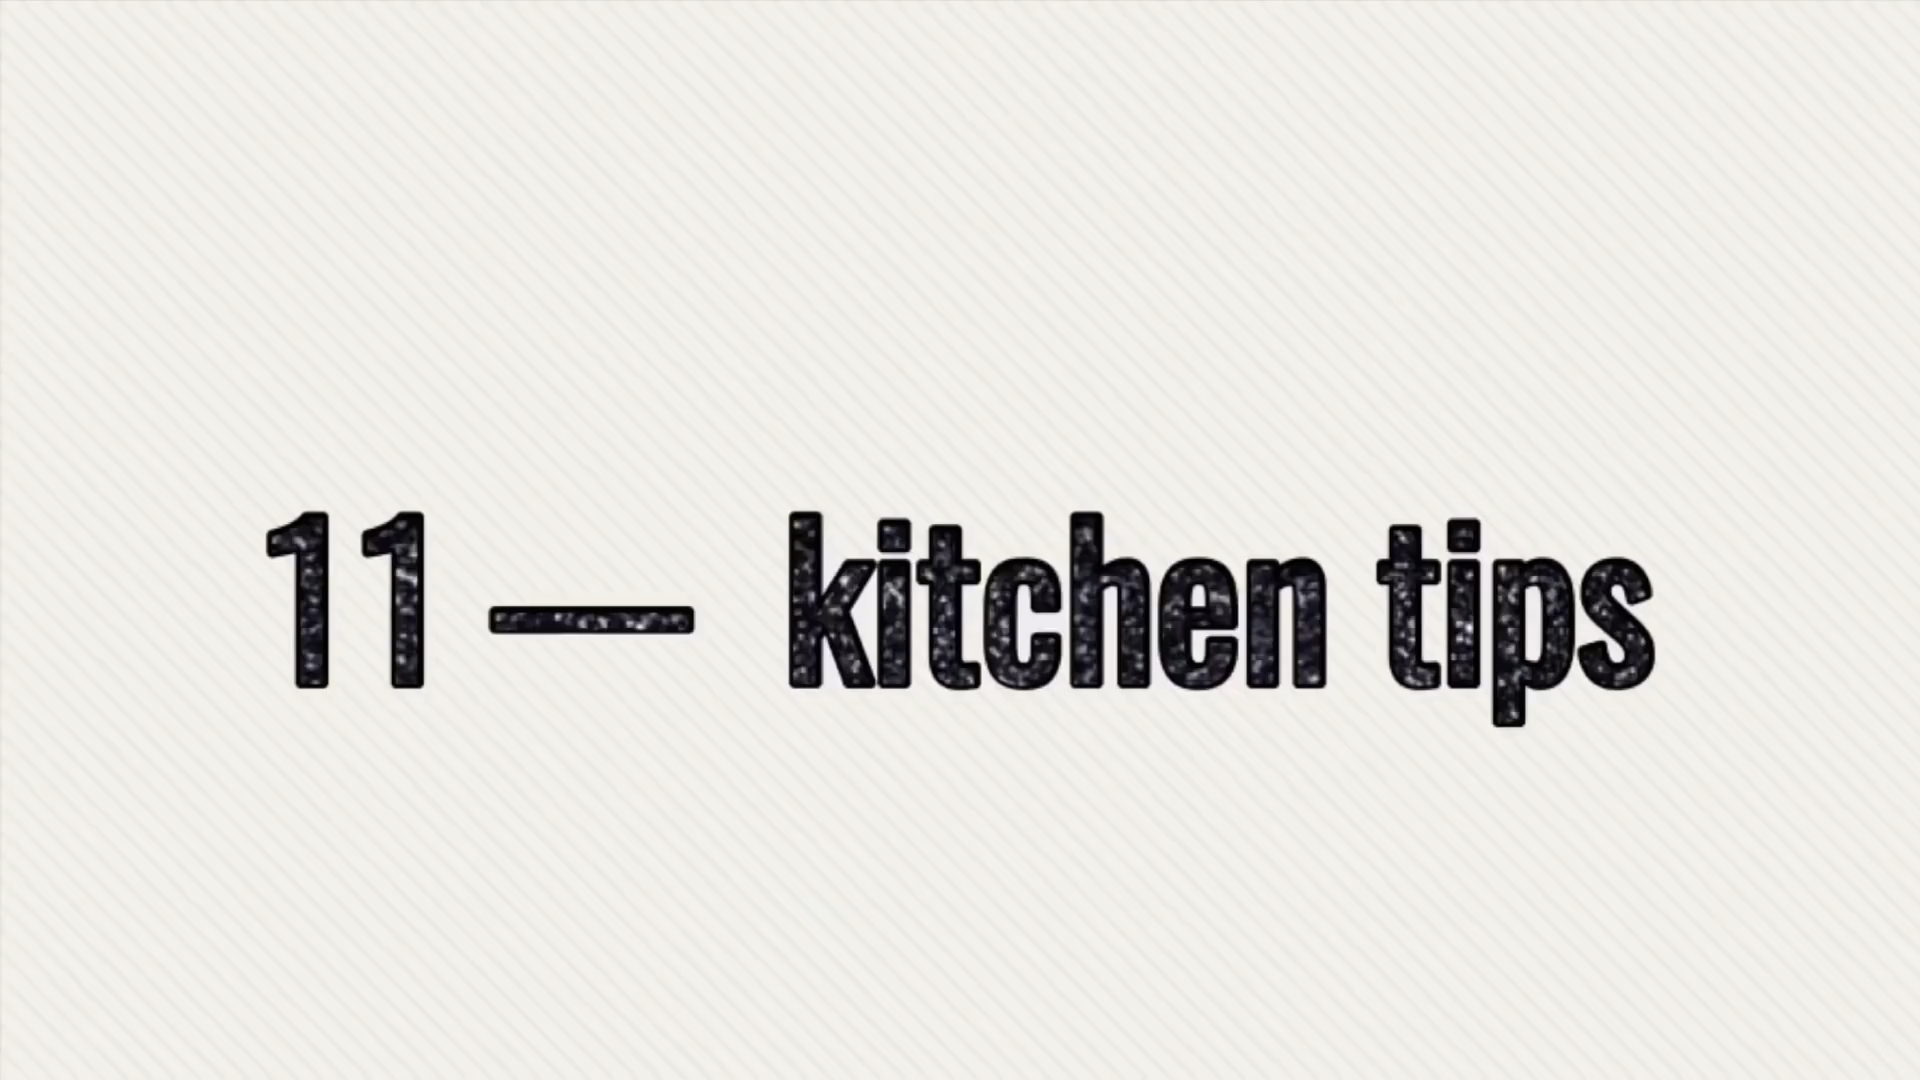 11 — kitchen tips